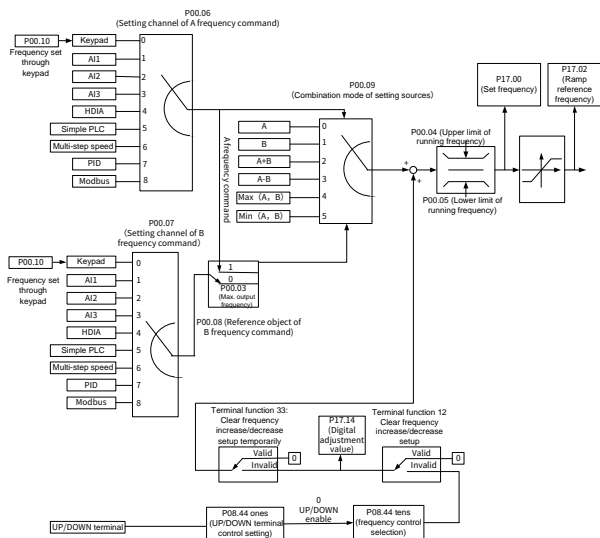 P00.06
(Setting channel of A frequency command)
P00.10
Frequency set
through
keypad
Keypad
0
AI1
1
AI2
2
AI3
3
HDIA
4
Simple PLC
5
Multi-step speed
6
PID
7
Modbus
8
A frequency command
P00.09
(Combination mode of setting sources)
A
0
B
1
A+B
2
A-B
3
Max（A，B）
4
Min（A，B）
5
+
+
P00.04 (Upper limit of
running frequency)
P00.05 (Lower limit of
running frequency)
P17.00
(Set frequency)
P17.02
(Ramp
reference
frequency)
P00.07
(Setting channel of B
frequency command)
P00.10
Frequency set
through
keypad
Keypad
0
AI1
1
AI2
2
AI3
3
HDIA
4
Simple PLC
5
Multi-step speed
6
PID
7
Modbus
8
1
0
P00.03
(Max. output
frequency)
P00.08 (Reference object of
B frequency command)
Terminal function 33:
Clear frequency
increase/decrease
setup temporarily
Valid
0
Invalid
P17.14
(Digital
adjustment
value)
Terminal function 12
Clear frequency
increase/decrease
setup
Valid
0
Invalid
UP/DOWN terminal
P08.44 ones
(UP/DOWN terminal
control setting)
0
UP/DOWN
enable
P08.44 tens
(frequency control
selection)